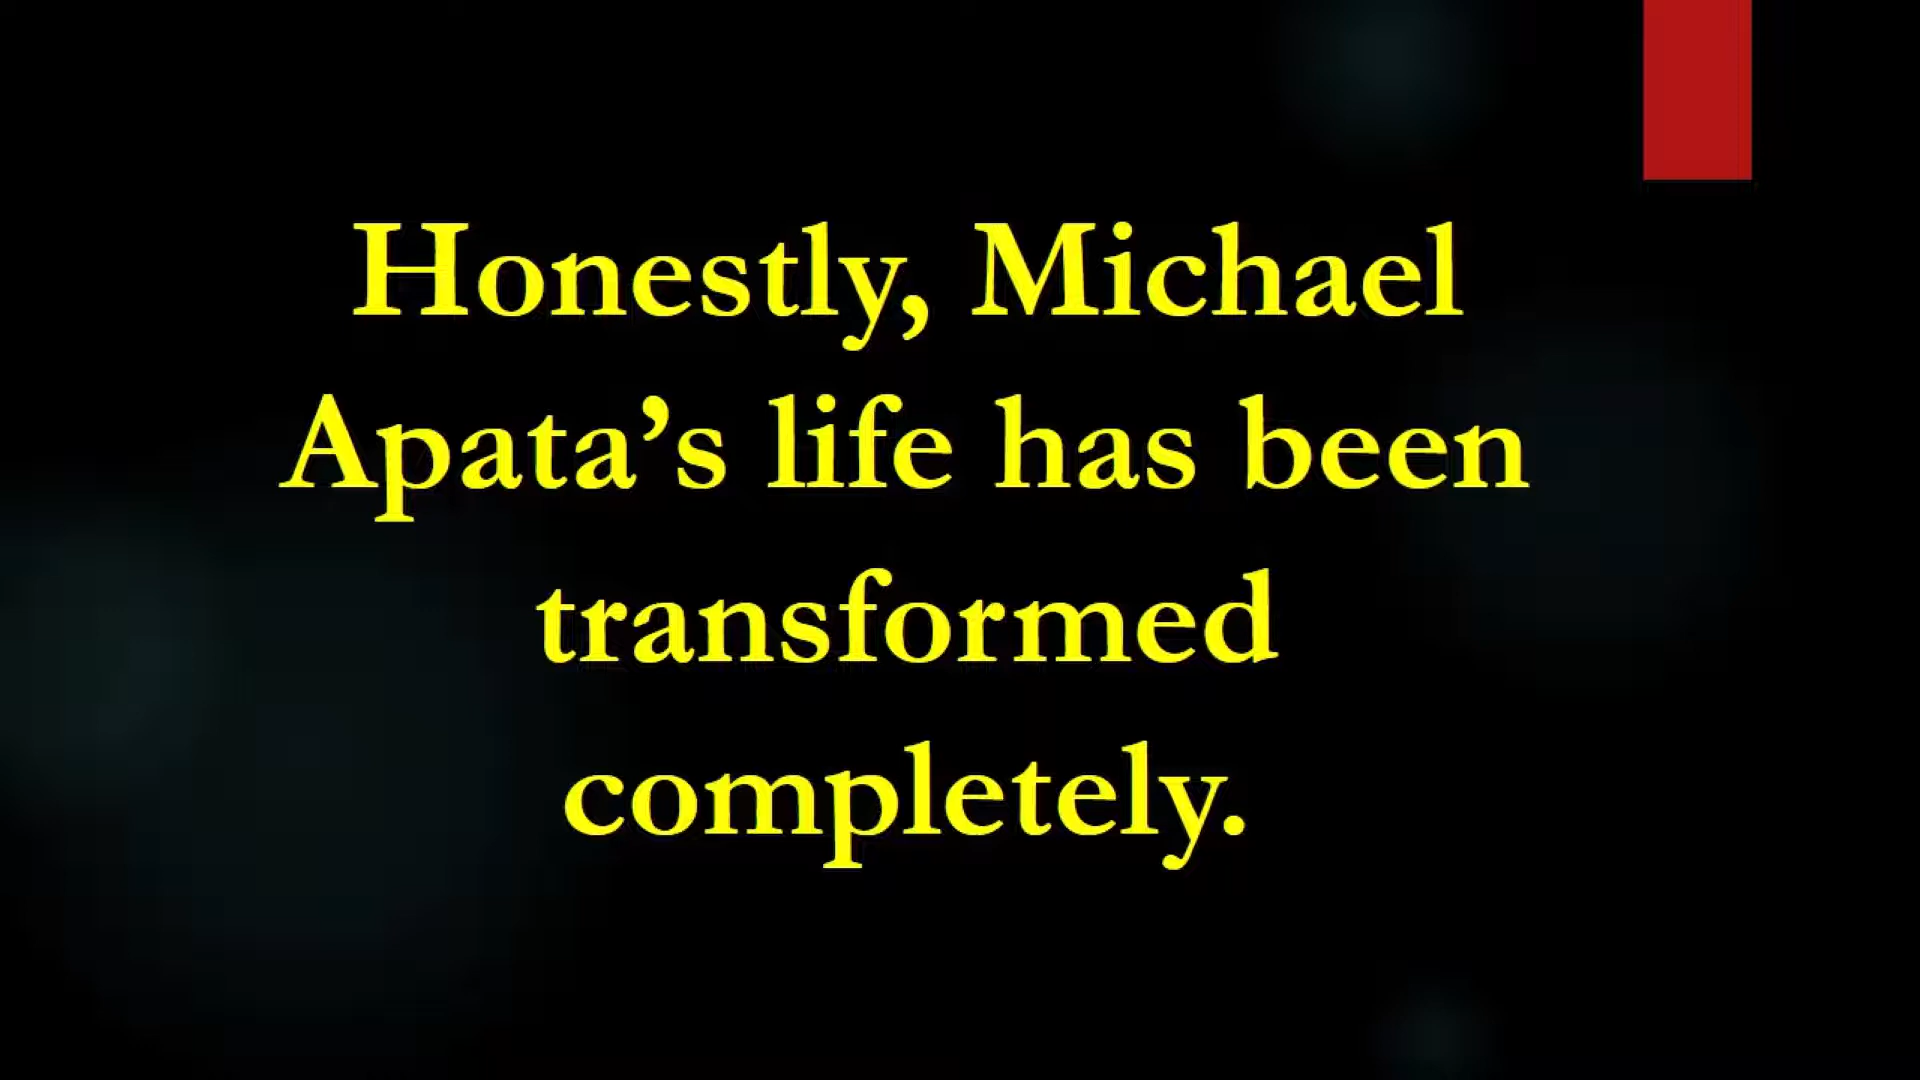 Honestly, Michael
Apata’s life has been
transformed
completely.